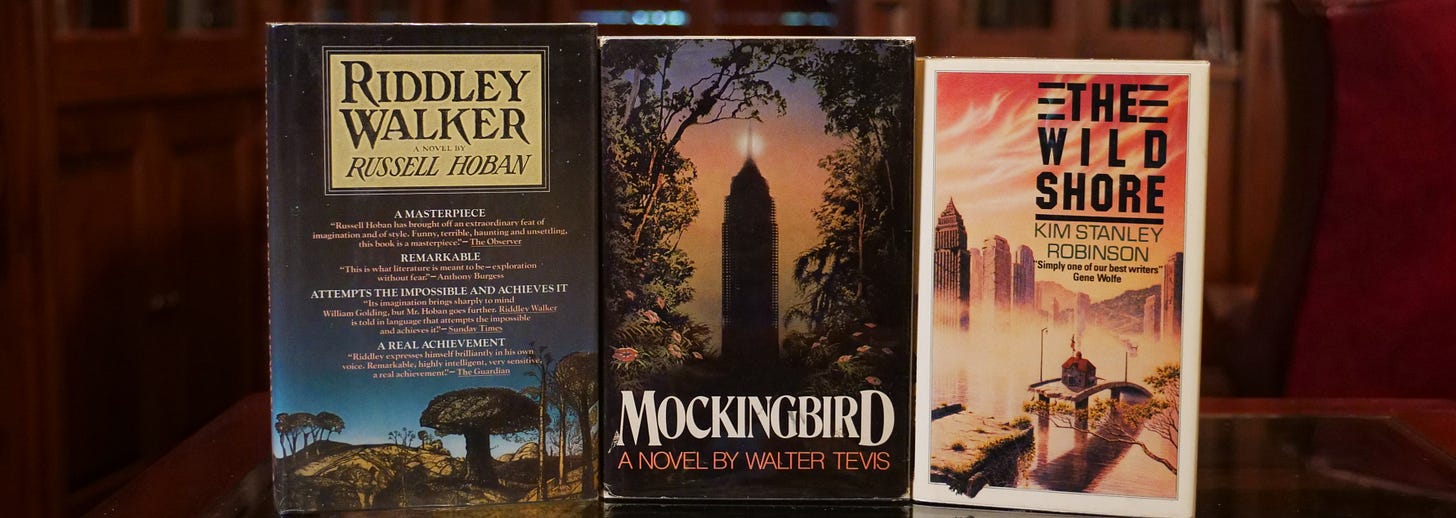 RIDDLEY
WALKER
A NOVEL BY
RUSSELL HOBAN
A MASTERPIECE
"Russell Hoban has brought off an extraordinary feat of
imagination and of style. Funny, terrible, haunting and unsettling,
this book is a masterpiece."—The Observer
REMARKABLE
"This is what literature is meant to be—exploration
without fear."—Anthony Burgess
ATTEMPTS THE IMPOSSIBLE AND ACHIEVES IT
"Its imagination brings sharply to mind
William Golding, but Mr. Hoban goes further. Riddley Walker
is told in language that attempts the impossible
and achieves it."—Sunday Times
A REAL ACHIEVEMENT
"Riddley expresses himself brilliantly in his own
voice. Remarkable, highly intelligent, very sensitive,
a real achievement."—The Guardian
MOCKINGBIRD
A NOVEL BY WALTER TEVIS
THE
WILD
SHORE
KIM STANLEY
ROBINSON
"Simply one of our best writers"
Gene Wolfe